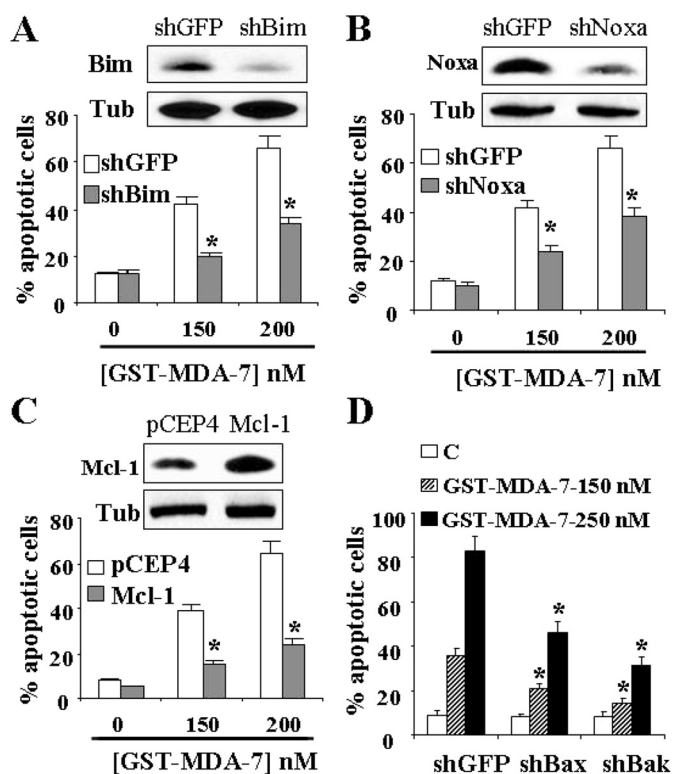 A
shGFP shBim
Bim
Tub
% apoptotic cells
80
60
40
20
0
shGFP
shBim
*
*
0 150 200
[GST-MDA-7] nM
B
shGFP shNoxa
Noxa
Tub
% apoptotic cells
80
60
40
20
0
shGFP
shNoxa
*
*
0 150 200
[GST-MDA-7] nM
C
pCEP4 Mcl-1
Mcl-1
Tub
% apoptotic cells
80
60
40
20
0
pCEP4
Mcl-1
*
*
0 150 200
[GST-MDA-7] nM
D
C
GST-MDA-7-150 nM
GST-MDA-7-250 nM
% apoptotic cells
100
80
60
40
20
0
*
*
*
*
shGFP shBax shBak